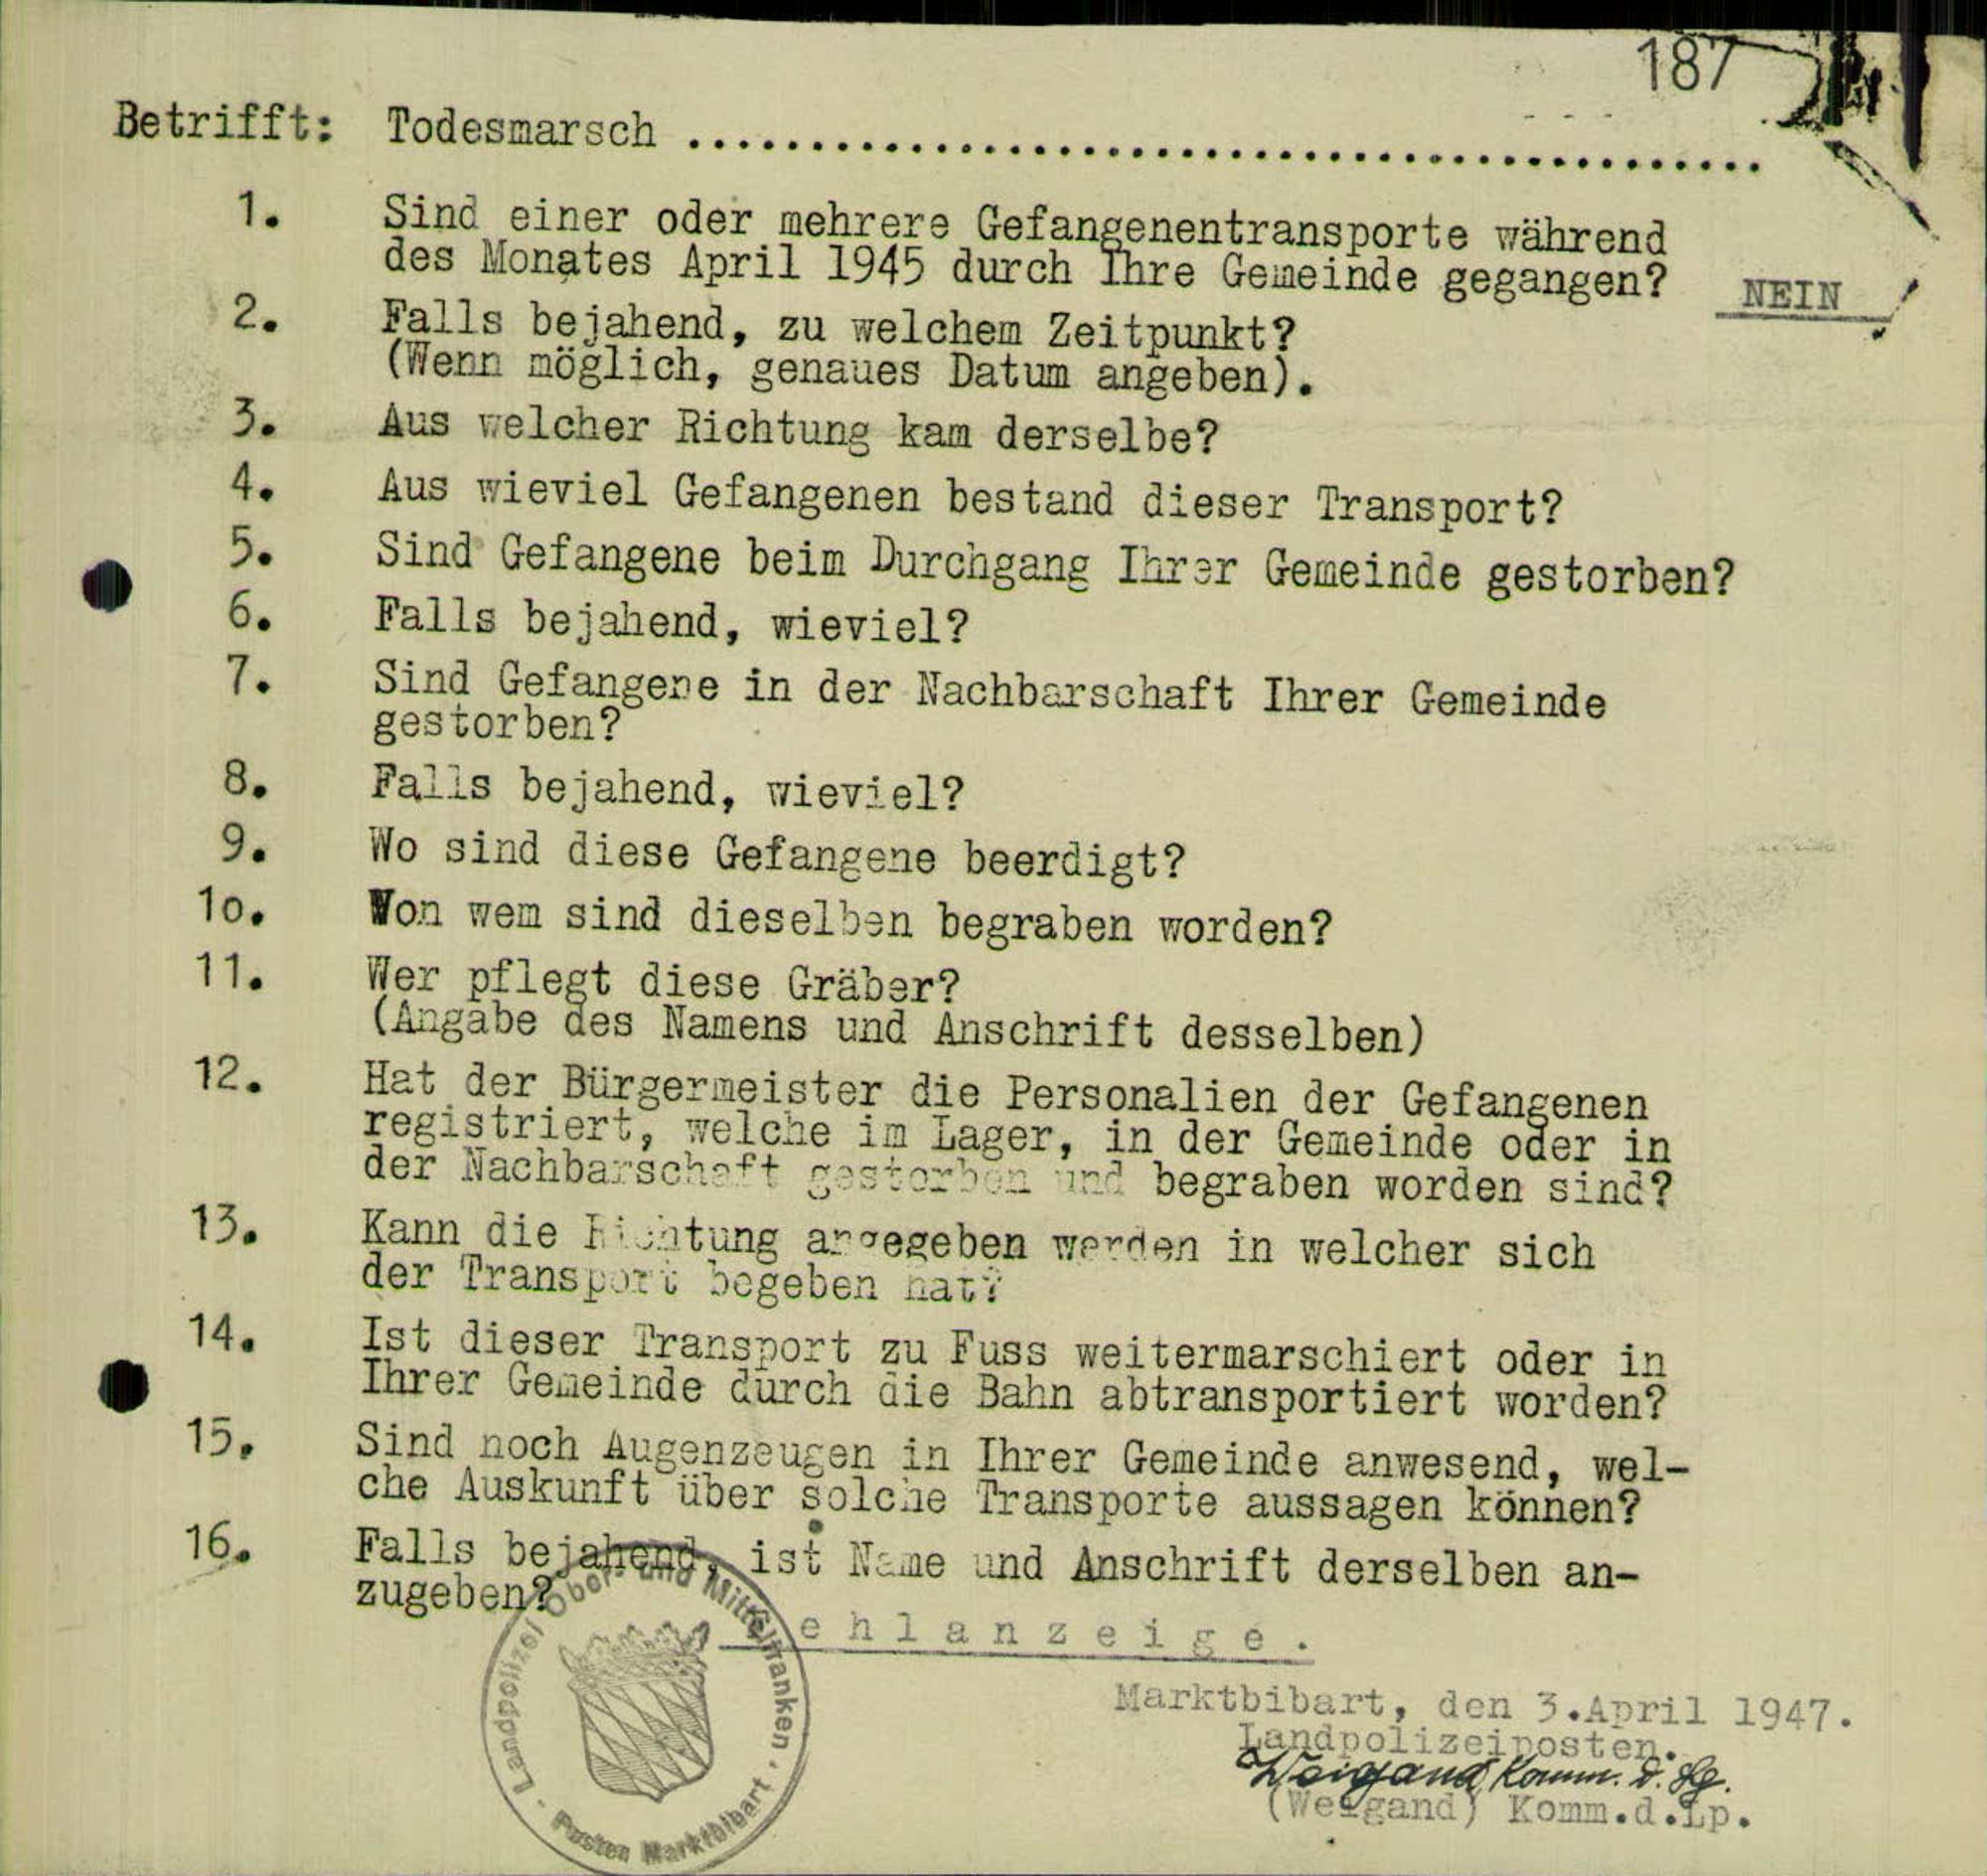 187
Betrifft: Todesmarsch ............................................
1. Sind einer oder mehrere Gefangenentransporte während
des Monates April 1945 durch Ihre Gemeinde gegangen? NEIN
2. Falls bejahend, zu welchem Zeitpunkt?
(Wenn möglich, genaues Datum angeben).
3. Aus welcher Richtung kam derselbe?
4. Aus wieviel Gefangenen bestand dieser Transport?
5. Sind Gefangene beim Durchgang Ihrer Gemeinde gestorben?
6. Falls bejahend, wieviel?
7. Sind Gefangene in der Nachbarschaft Ihrer Gemeinde
gestorben?
8. Falls bejahend, wieviel?
9. Wo sind diese Gefangene beerdigt?
1o. Von wem sind dieselben begraben worden?
11. Wer pflegt diese Gräber?
(Angabe des Namens und Anschrift desselben)
12. Hat der Bürgermeister die Personalien der Gefangenen
registriert, welche im Lager, in der Gemeinde oder in
der Nachbarschaft gestorben und begraben worden sind?
13. Kann die Richtung angegeben werden in welcher sich
der Transport begeben hat?
14. Ist dieser Transport zu Fuss weitermarschiert oder in
Ihrer Gemeinde durch die Bahn abtransportiert worden?
15. Sind noch Augenzeugen in Ihrer Gemeinde anwesend, wel-
che Auskunft über solche Transporte aussagen können?
16. Falls bejahend, ist Name und Anschrift derselben an-
zugeben?
F e h l a n z e i g e .
Landpolizei Ober- und Mittelfranken
Posten Marktbibart
Marktbibart, den 3.April 1947.
Landpolizeiposten.
Weigand Komm. d. Lp.
(Weigand) Komm.d.Lp.